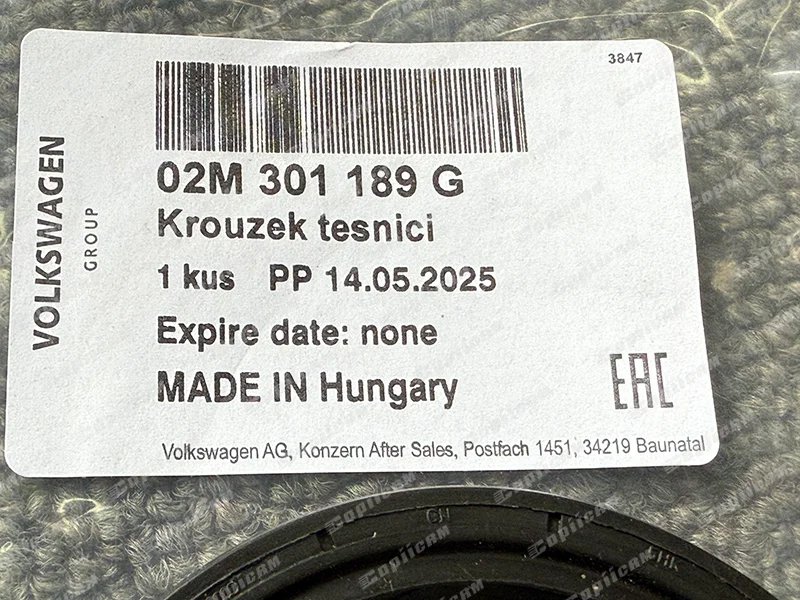 3847
VOLKSWAGEN
GROUP
02M 301 189 G
Krouzek tesnici
1 kus PP 14.05.2025
Expire date: none
MADE IN Hungary
EAC
Volkswagen AG, Konzern After Sales, Postfach 1451, 34219 Baunatal
CopiiCAM